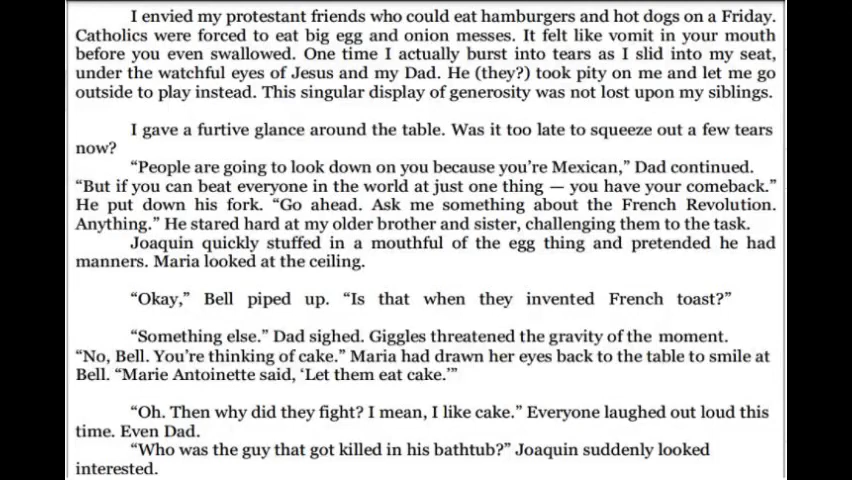 I envied my protestant friends who could eat hamburgers and hot dogs on a Friday.
Catholics were forced to eat big egg and onion messes. It felt like vomit in your mouth
before you even swallowed. One time I actually burst into tears as I slid into my seat,
under the watchful eyes of Jesus and my Dad. He (they?) took pity on me and let me go
outside to play instead. This singular display of generosity was not lost upon my siblings.
I gave a furtive glance around the table. Was it too late to squeeze out a few tears
now?
“People are going to look down on you because you’re Mexican,” Dad continued.
“But if you can beat everyone in the world at just one thing — you have your comeback.”
He put down his fork. “Go ahead. Ask me something about the French Revolution.
Anything.” He stared hard at my older brother and sister, challenging them to the task.
Joaquin quickly stuffed in a mouthful of the egg thing and pretended he had
manners. Maria looked at the ceiling.
“Okay,” Bell piped up. “Is that when they invented French toast?”
“Something else.” Dad sighed. Giggles threatened the gravity of the moment.
“No, Bell. You’re thinking of cake.” Maria had drawn her eyes back to the table to smile at
Bell. “Marie Antoinette said, ‘Let them eat cake.’”
“Oh. Then why did they fight? I mean, I like cake.” Everyone laughed out loud this
time. Even Dad.
“Who was the guy that got killed in his bathtub?” Joaquin suddenly looked
interested.